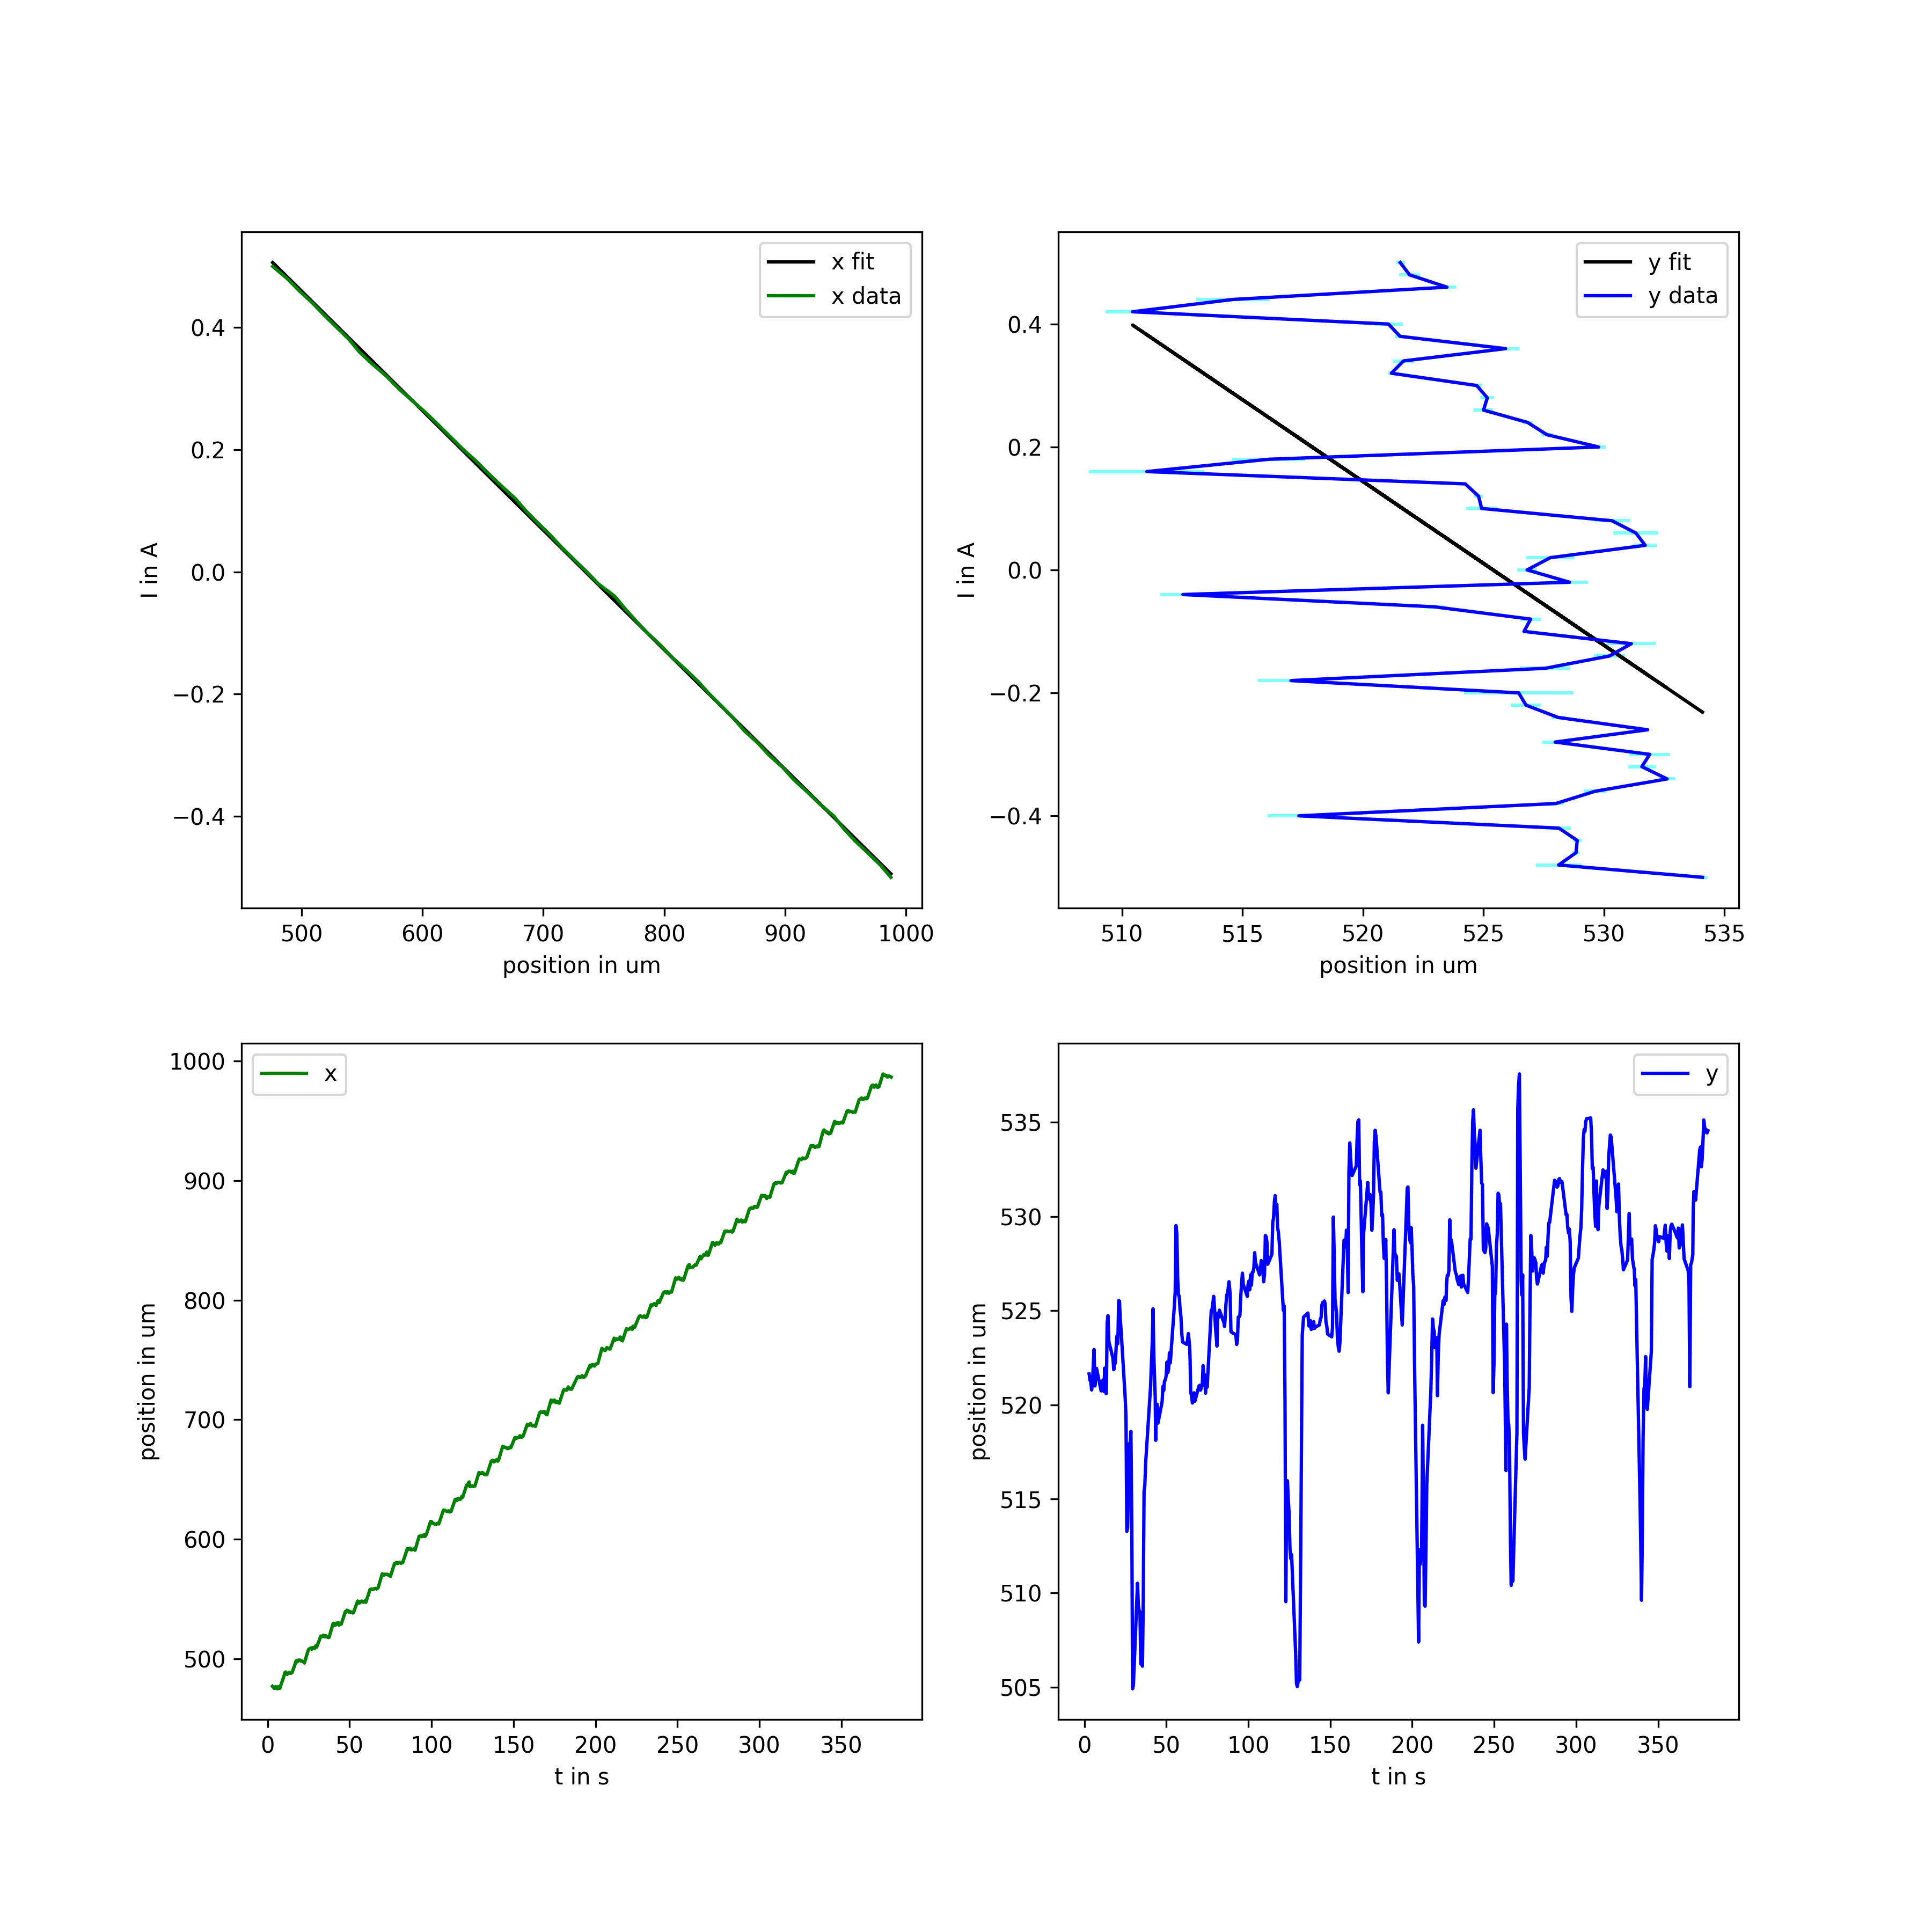 x fit
x data
0.4
0.2
0.0
−0.2
−0.4
I in A
500 600 700 800 900 1000
position in um
y fit
y data
0.4
0.2
0.0
−0.2
−0.4
I in A
510 515 520 525 530 535
position in um
x
1000
900
800
700
600
500
position in um
0 50 100 150 200 250 300 350
t in s
y
535
530
525
520
515
510
505
position in um
0 50 100 150 200 250 300 350
t in s